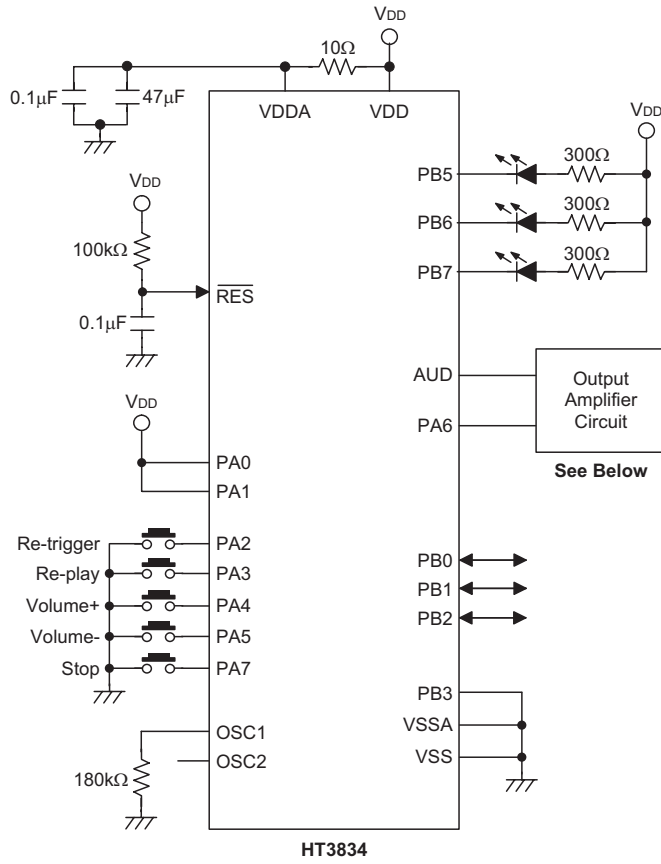 VDD
10Ω
0.1μF
47μF
VDDA
VDD
VDD
PB5
300Ω
PB6
300Ω
PB7
300Ω
VDD
100kΩ
RES
0.1μF
AUD
PA6
Output
Amplifier
Circuit
See Below
VDD
PA0
PA1
Re-trigger
PA2
Re-play
PA3
Volume+
PA4
Volume-
PA5
Stop
PA7
PB0
PB1
PB2
PB3
VSSA
VSS
OSC1
OSC2
180kΩ
HT3834